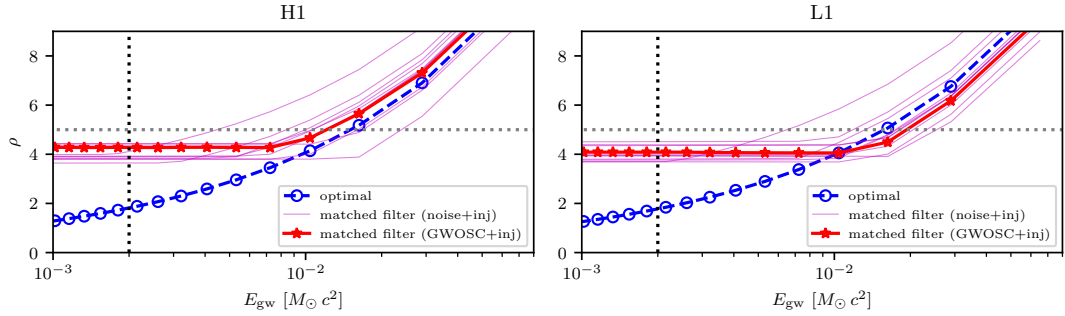 H1
8
6
4
2
0
ρ
optimal
matched filter (noise+inj)
matched filter (GWOSC+inj)
10⁻³
10⁻²
E_gw [M_⊙ c²]
L1
8
6
4
2
0
optimal
matched filter (noise+inj)
matched filter (GWOSC+inj)
10⁻³
10⁻²
E_gw [M_⊙ c²]